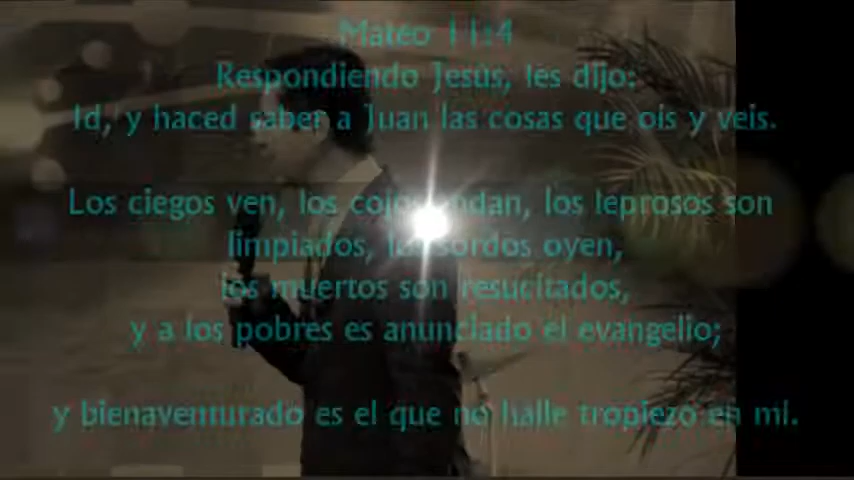 Mateo 11:4
Respondiendo Jesús, les dijo:
Id, y haced saber a Juan las cosas que oís y veis.
Los ciegos ven, los cojos andan, los leprosos son
limpiados, los sordos oyen,
los muertos son resucitados,
y a los pobres es anunciado el evangelio;
y bienaventurado es el que no halle tropiezo en mí.